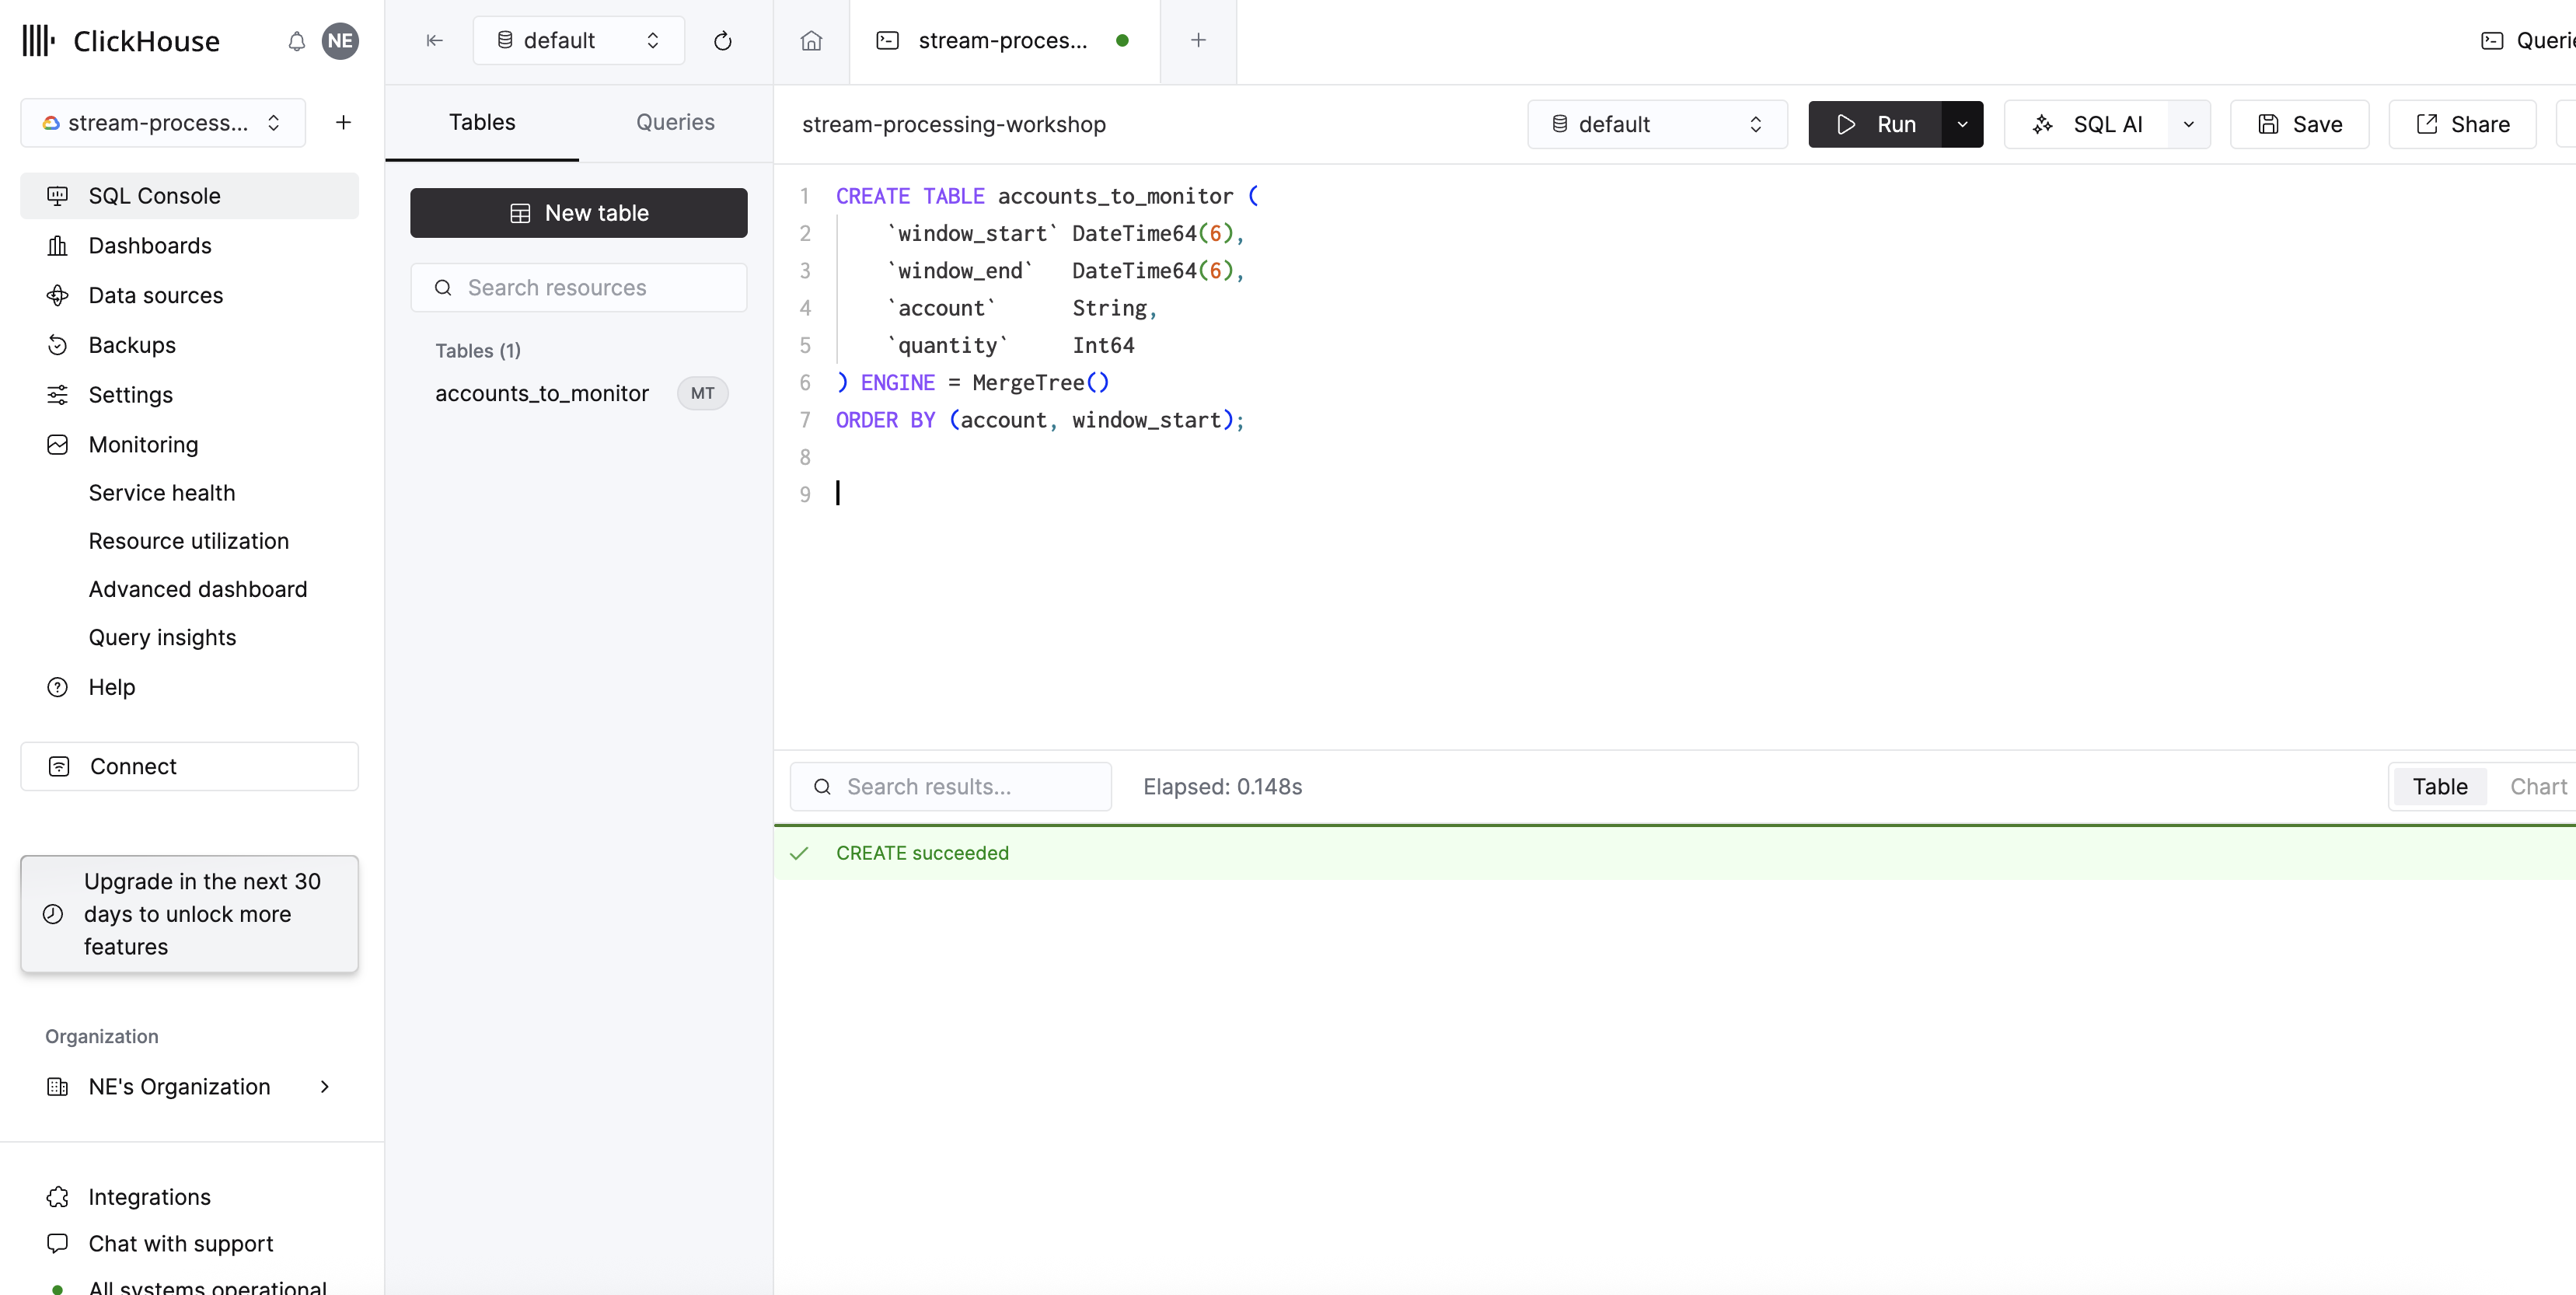 ClickHouse
NE
stream-process...
SQL Console
Dashboards
Data sources
Backups
Settings
Monitoring
Service health
Resource utilization
Advanced dashboard
Query insights
Help
Connect
Upgrade in the next 30
days to unlock more
features
Organization
NE's Organization
Integrations
Chat with support
All systems operational
default
Tables
Queries
New table
Search resources
Tables (1)
accounts_to_monitor MT
stream-proces...
stream-processing-workshop
default
Run
SQL AI
Save
Share
1 CREATE TABLE accounts_to_monitor (
2 `window_start` DateTime64(6),
3 `window_end` DateTime64(6),
4 `account` String,
5 `quantity` Int64
6 ) ENGINE = MergeTree()
7 ORDER BY (account, window_start);
8
9
Search results...
Elapsed: 0.148s
Table
Chart
CREATE succeeded